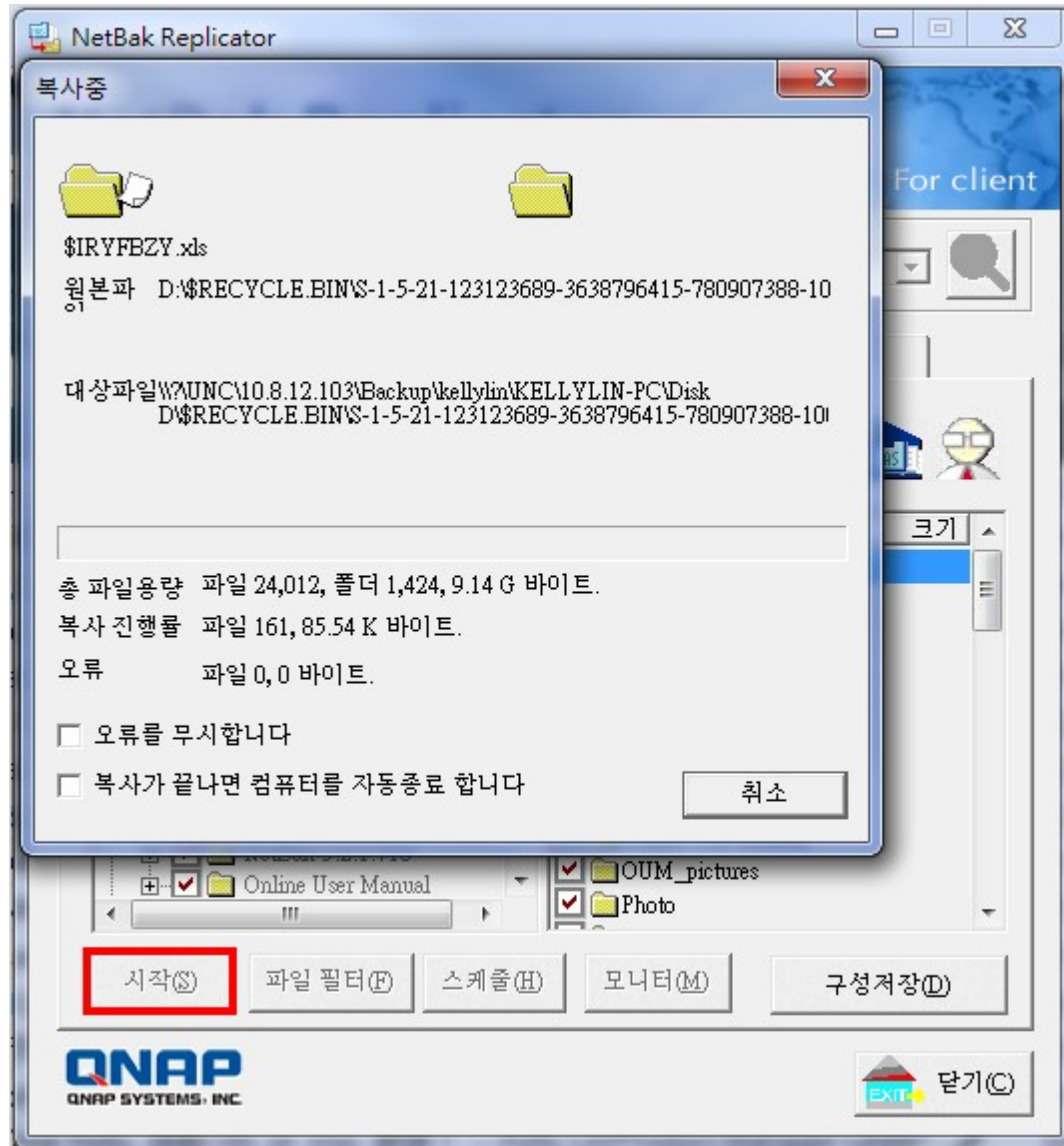 NetBak Replicator
복사중
For client
$IRYFBZY.xls
원본파일 D:\$RECYCLE.BIN\S-1-5-21-123123689-3638796415-780907388-10
대상파일 \\?\UNC\10.8.12.103\Backup\kellylin\KELLYLIN-PC\Disk
D\$RECYCLE.BIN\S-1-5-21-123123689-3638796415-780907388-10
크기
총 파일용량 파일 24,012, 폴더 1,424, 9.14 G 바이트.
복사 진행률 파일 161, 85.54 K 바이트.
오류 파일 0, 0 바이트.
오류를 무시합니다
복사가 끝나면 컴퓨터를 자동종료 합니다
취소
OUM_pictures
Online User Manual
Photo
시작(S) 파일 필터(F) 스케줄(H) 모니터(M) 구성저장(D)
QNAP
QNAP SYSTEMS, INC.
EXIT 닫기(C)